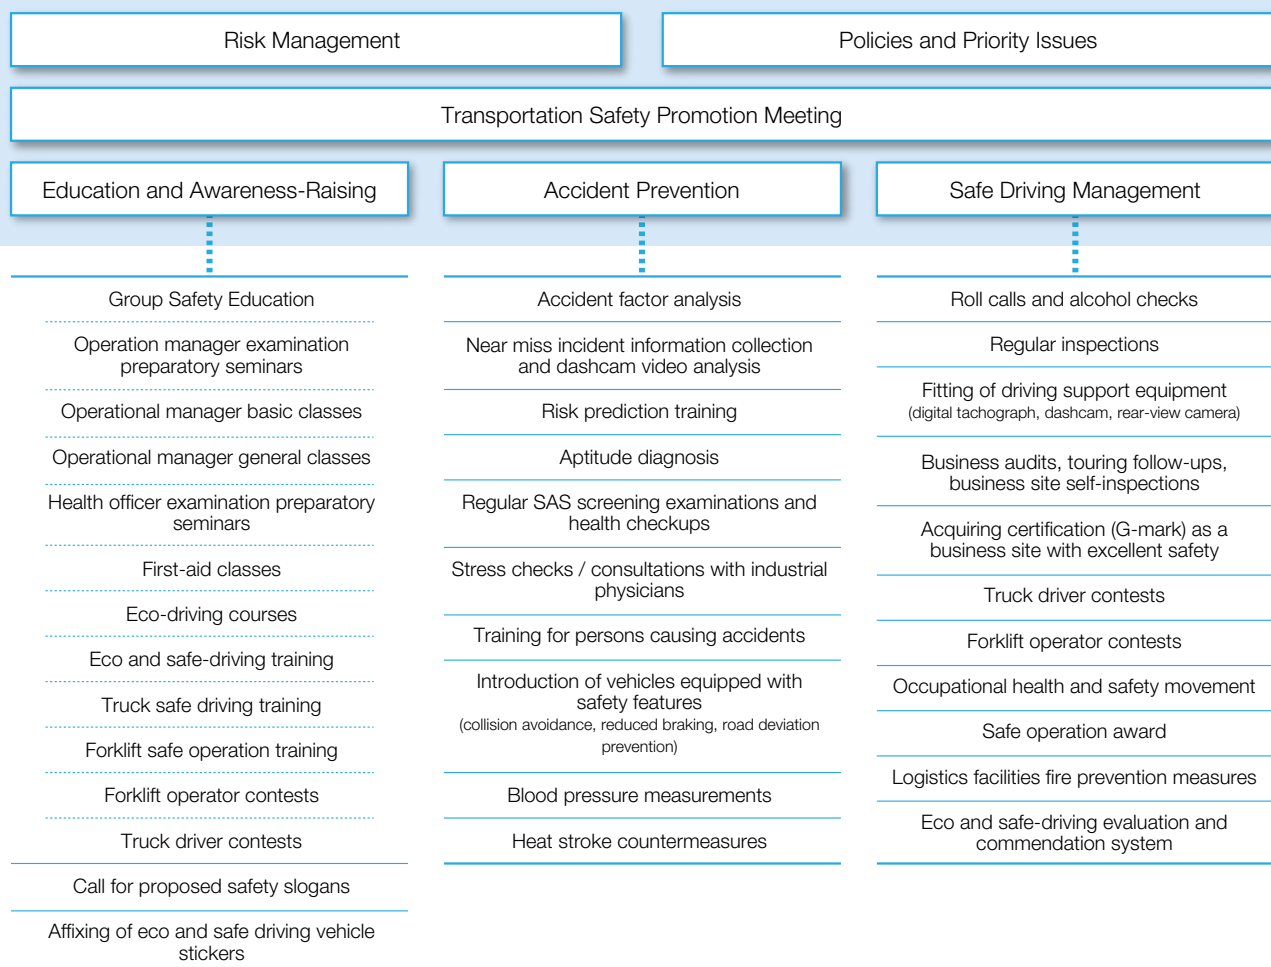 Risk Management
Policies and Priority Issues
Transportation Safety Promotion Meeting
Education and Awareness-Raising
Accident Prevention
Safe Driving Management
Group Safety Education
Operation manager examination
preparatory seminars
Operational manager basic classes
Operational manager general classes
Health officer examination preparatory
seminars
First-aid classes
Eco-driving courses
Eco and safe-driving training
Truck safe driving training
Forklift safe operation training
Forklift operator contests
Truck driver contests
Call for proposed safety slogans
Affixing of eco and safe driving vehicle
stickers
Accident factor analysis
Near miss incident information collection
and dashcam video analysis
Risk prediction training
Aptitude diagnosis
Regular SAS screening examinations and
health checkups
Stress checks / consultations with industrial
physicians
Training for persons causing accidents
Introduction of vehicles equipped with
safety features
(collision avoidance, reduced braking, road deviation
prevention)
Blood pressure measurements
Heat stroke countermeasures
Roll calls and alcohol checks
Regular inspections
Fitting of driving support equipment
(digital tachograph, dashcam, rear-view camera)
Business audits, touring follow-ups,
business site self-inspections
Acquiring certification (G-mark) as a
business site with excellent safety
Truck driver contests
Forklift operator contests
Occupational health and safety movement
Safe operation award
Logistics facilities fire prevention measures
Eco and safe-driving evaluation and
commendation system